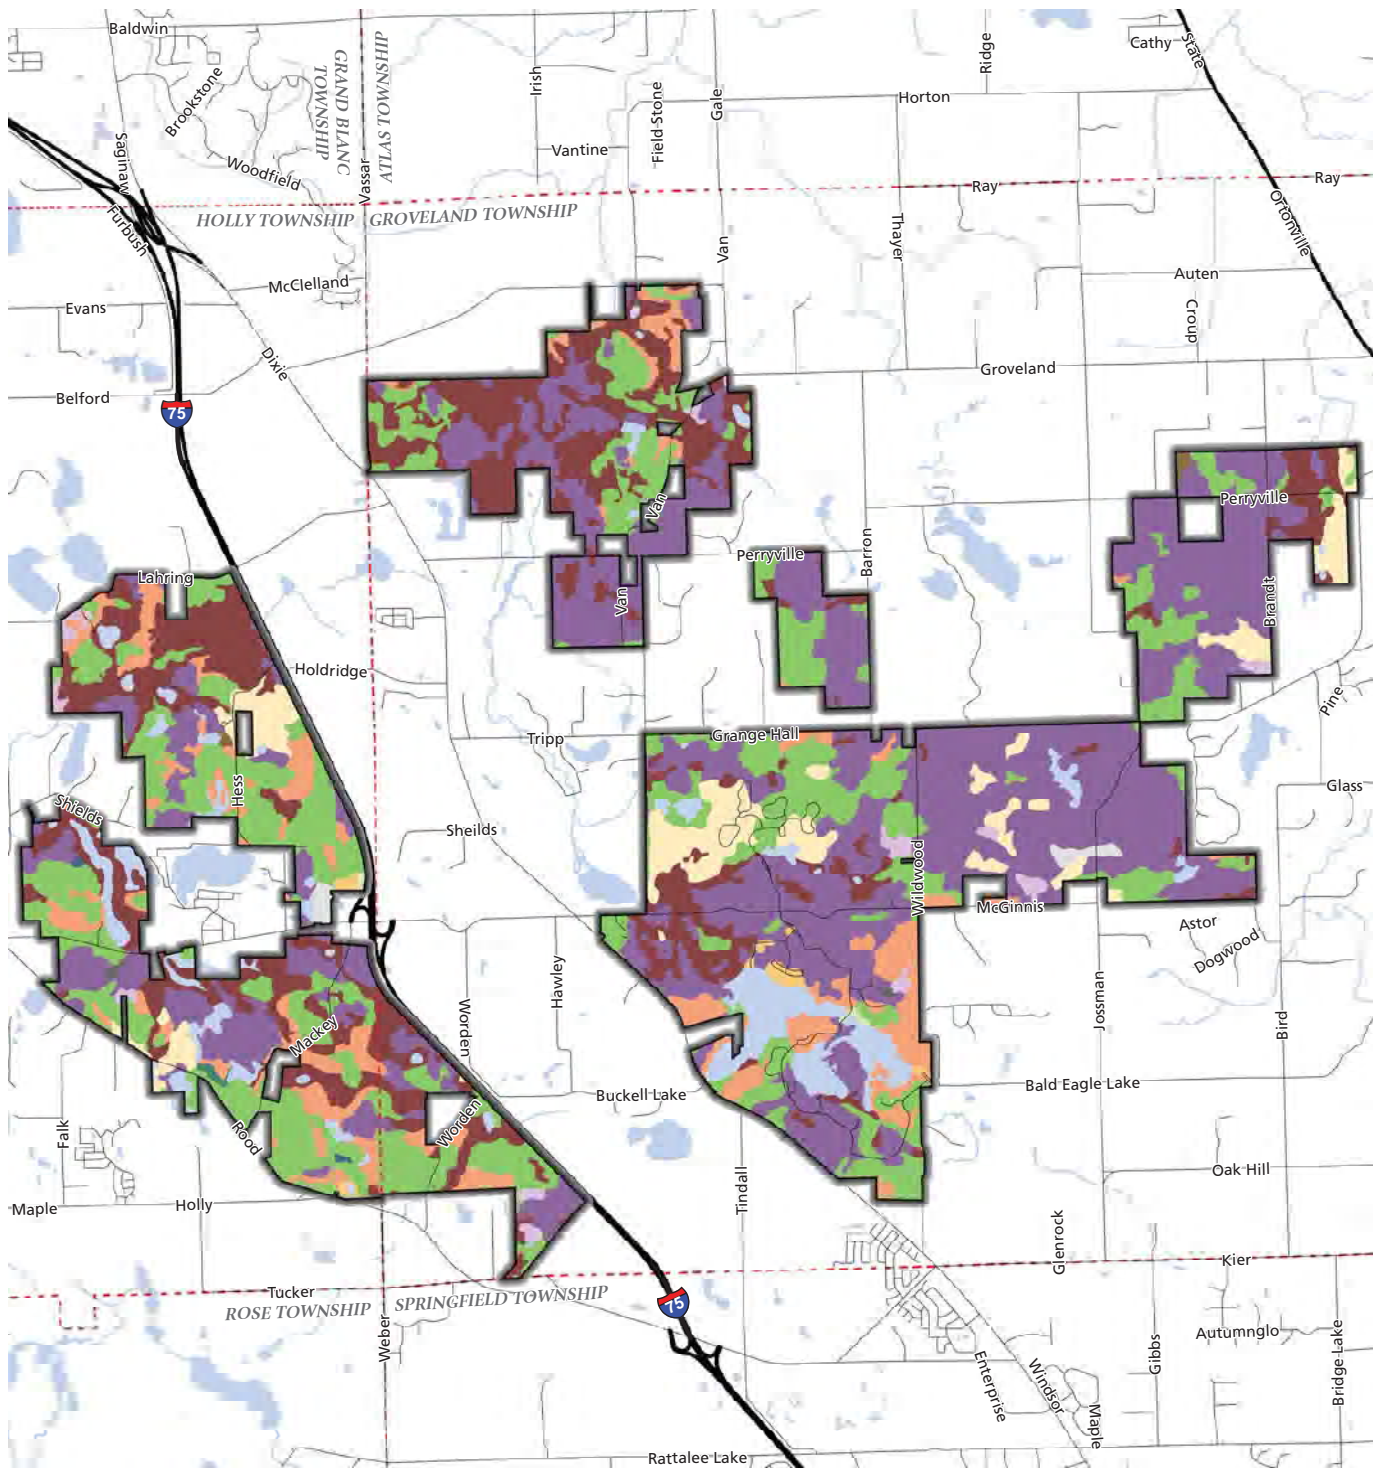 Baldwin
Brookstone
GRAND BLANC
TOWNSHIP
ATLAS TOWNSHIP
Irish
Field-Stone
Gale
Ridge
Cathy
State
Horton
Saginaw
Woodfield
Vassar
Vantine
Ray
Ray
HOLLY TOWNSHIP
GROVELAND TOWNSHIP
Furbush
Van
Thayer
Ortonville
McClelland
Auten
Evans
Croup
Dixie
Groveland
Belford
75
Van
Perryville
Perryville
Barron
Lahring
Van
Brandt
Holdridge
Pine
Tripp
Grange Hall
Hess
Glass
Shields
Sheilds
Wildwood
McGinnis
Astor
Dogwood
Hawley
Jossman
Worden
Mackey
Bird
Bald Eagle Lake
Buckell Lake
Worden
Falk
Rood
Oak Hill
Tindall
Maple
Holly
Glenrock
Kier
Tucker
ROSE TOWNSHIP
SPRINGFIELD TOWNSHIP
75
Weber
Autumnglo
Gibbs
Bridge Lake
Enterprise
Windsor
Maple
Rattalee Lake